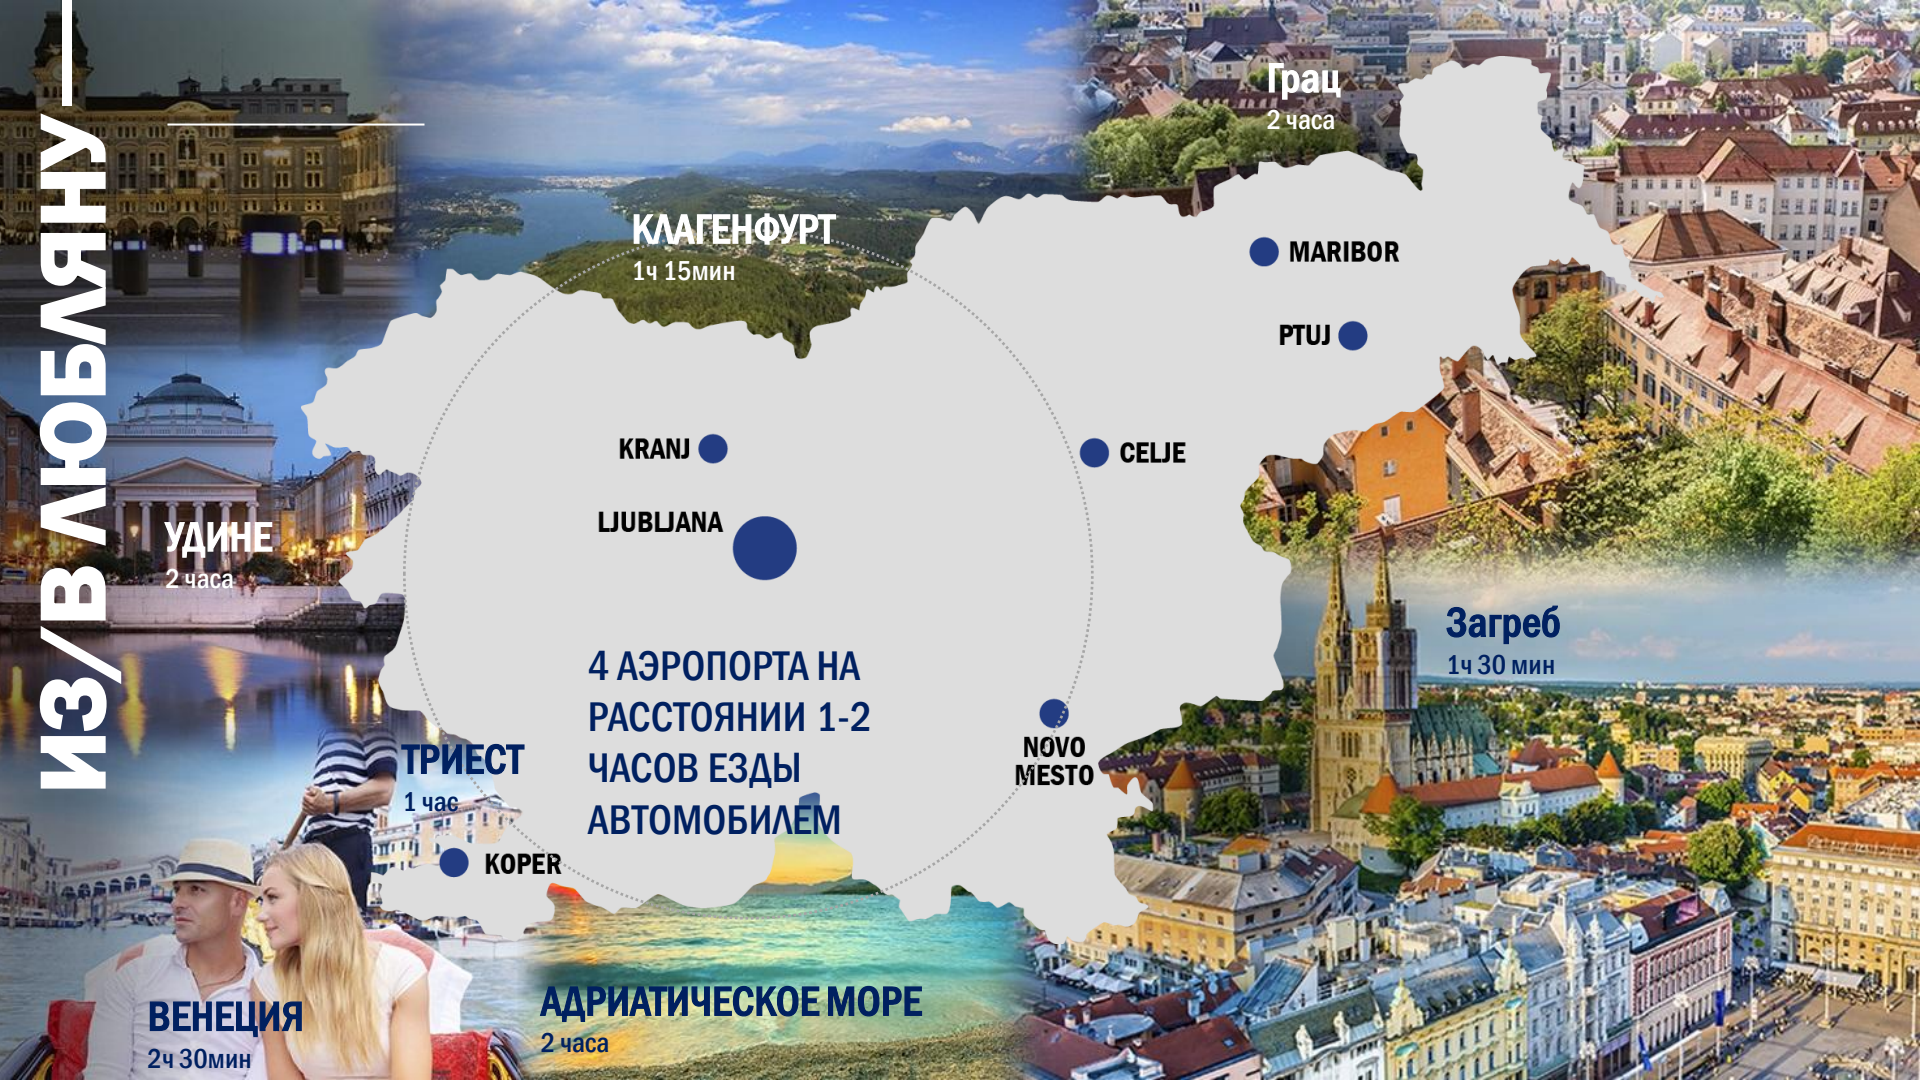 ИЗ/В ЛЮБЛЯНУ
Грац
2 часа
КЛАГЕНФУРТ
1ч 15мин
MARIBOR
PTUJ
KRANJ
CELJE
LJUBLJANA
УДИНЕ
2 часа
Загреб
1ч 30 мин
4 АЭРОПОРТА НА
РАССТОЯНИИ 1-2
ЧАСОВ ЕЗДЫ
АВТОМОБИЛЕМ
NOVO
MESTO
ТРИЕСТ
1 час
KOPER
ВЕНЕЦИЯ
2ч 30мин
АДРИАТИЧЕСКОЕ МОРЕ
2 часа